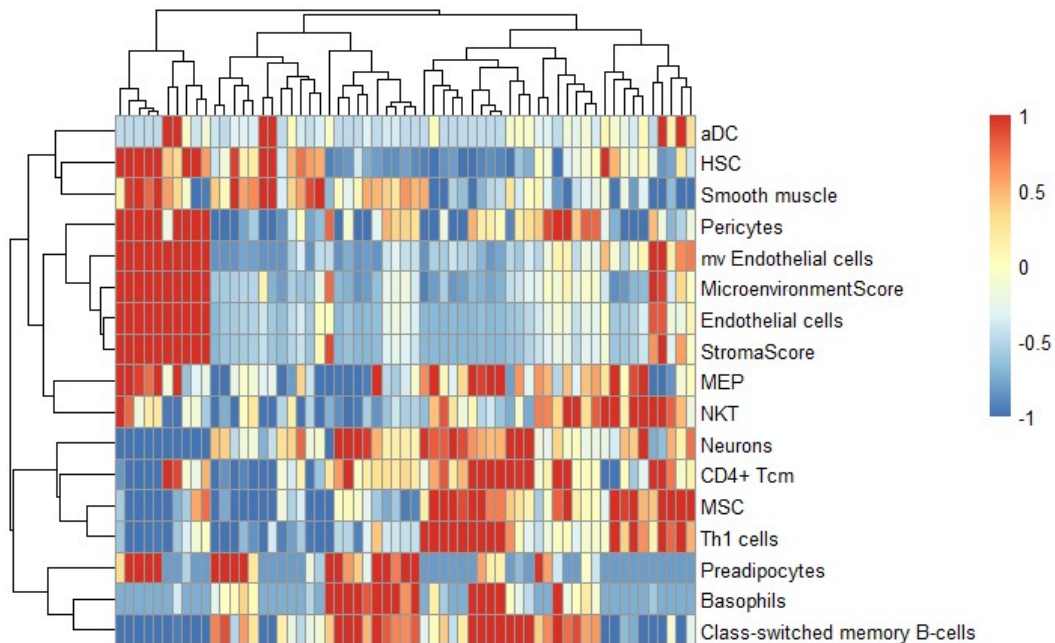 aDC
HSC
Smooth muscle
Pericytes
mv Endothelial cells
MicroenvironmentScore
Endothelial cells
StromaScore
MEP
NKT
Neurons
CD4+ Tcm
MSC
Th1 cells
Preadipocytes
Basophils
Class-switched memory B-cells
1
0.5
0
-0.5
-1